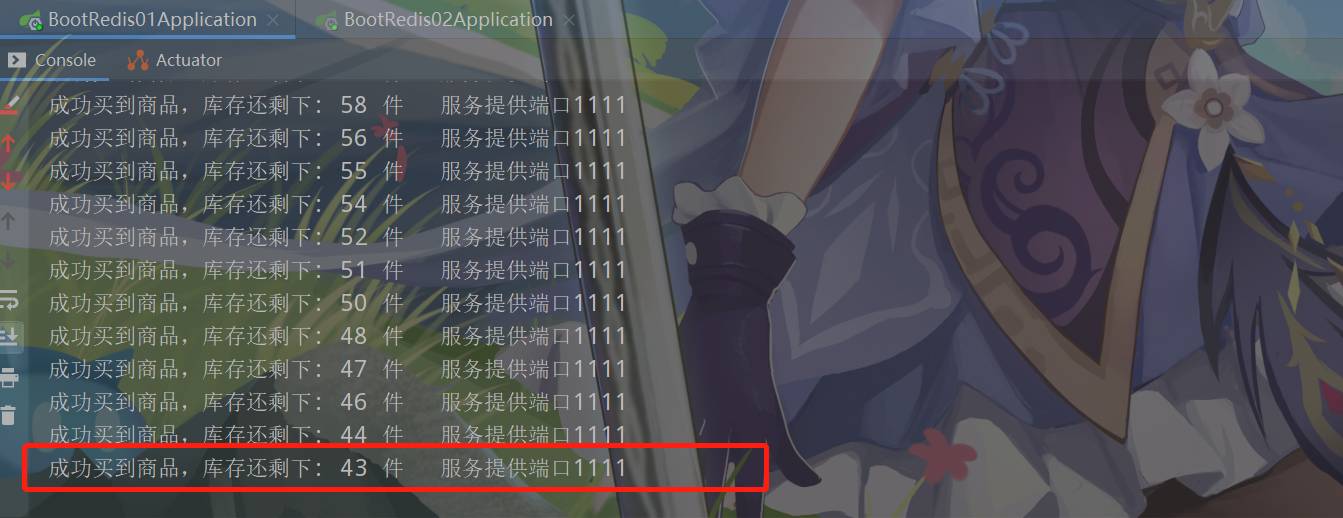 BootRedis01Application BootRedis02Application
Console Actuator
成功买到商品，库存还剩下: 58 件 服务提供端口1111
成功买到商品，库存还剩下: 56 件 服务提供端口1111
成功买到商品，库存还剩下: 55 件 服务提供端口1111
成功买到商品，库存还剩下: 54 件 服务提供端口1111
成功买到商品，库存还剩下: 52 件 服务提供端口1111
成功买到商品，库存还剩下: 51 件 服务提供端口1111
成功买到商品，库存还剩下: 50 件 服务提供端口1111
成功买到商品，库存还剩下: 48 件 服务提供端口1111
成功买到商品，库存还剩下: 47 件 服务提供端口1111
成功买到商品，库存还剩下: 46 件 服务提供端口1111
成功买到商品，库存还剩下: 44 件 服务提供端口1111
成功买到商品，库存还剩下: 43 件 服务提供端口1111